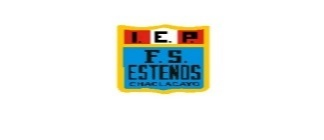 I. E. P.
F. S.
ESTENOS
CHACLACAYO